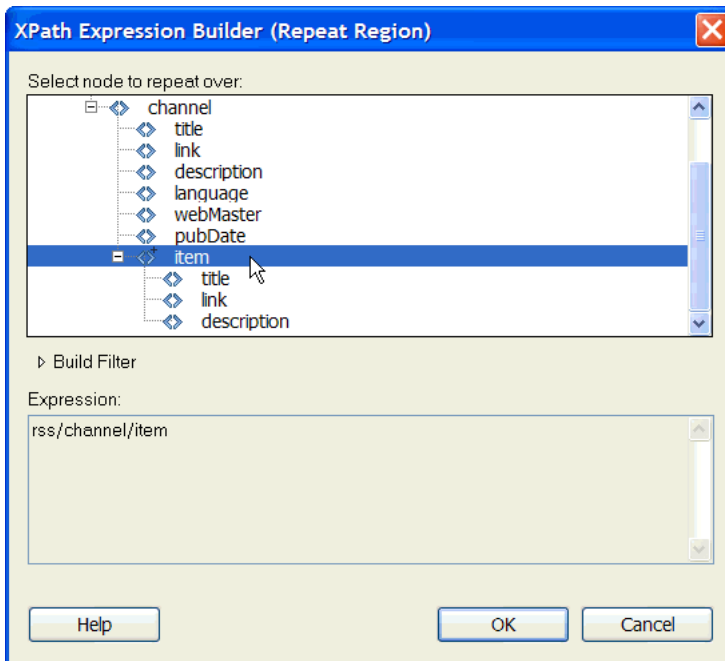 XPath Expression Builder (Repeat Region)
Select node to repeat over:
channel
title
link
description
language
webMaster
pubDate
item
title
link
description
Build Filter
Expression:
rss/channel/item
Help
OK
Cancel